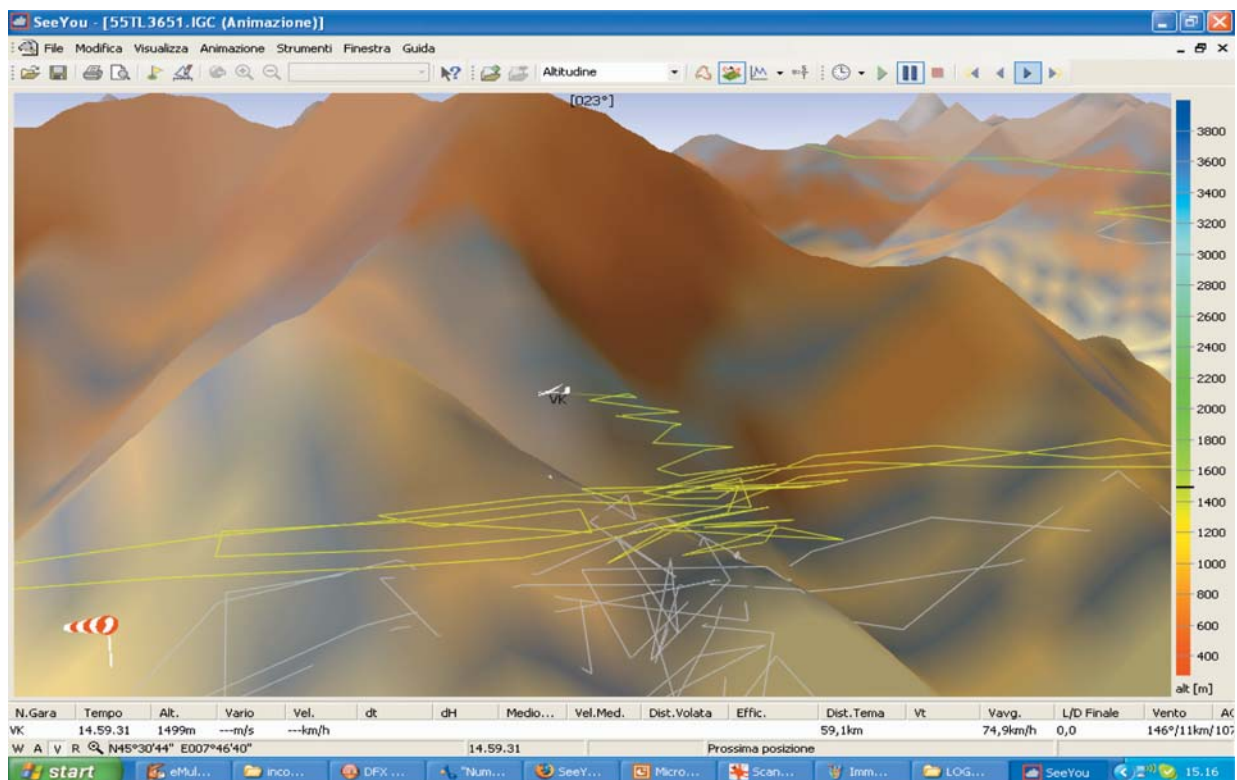 SeeYou - [55TL3651.IGC (Animazione)]
File Modifica Visualizza Animazione Strumenti Finestra Guida
Altitudine
[023°]
3800
3600
3400
3200
3000
2800
2600
2400
2200
2000
1800
1600
1400
1200
1000
800
600
400
alt [m]
VK
N.Gara Tempo Alt. Vario Vel. dt dH Medio... Vel.Med. Dist.Volata Effic. Dist.Tema Vt Vavg. L/D Finale Vento AC
VK 14.59.31 1499m ---m/s ---km/h 59,1km 74,9km/h 0,0 146°/11km/107
W A V R N45°30'44" E007°46'40" 14.59.31 Prossima posizione
start eMul... inco... DFX ... "Num... SeeY... Micro... Scan... Imm... LOG... SeeYou 15.16